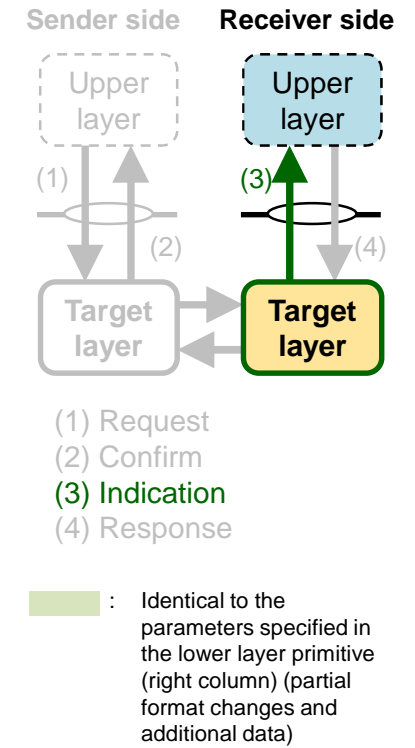 Sender side Receiver side
Upper layer
Upper layer
(1)
(2)
(3)
(4)
Target layer
Target layer
(1) Request
(2) Confirm
(3) Indication
(4) Response
: Identical to the
parameters specified in
the lower layer primitive
(right column) (partial
format changes and
additional data)